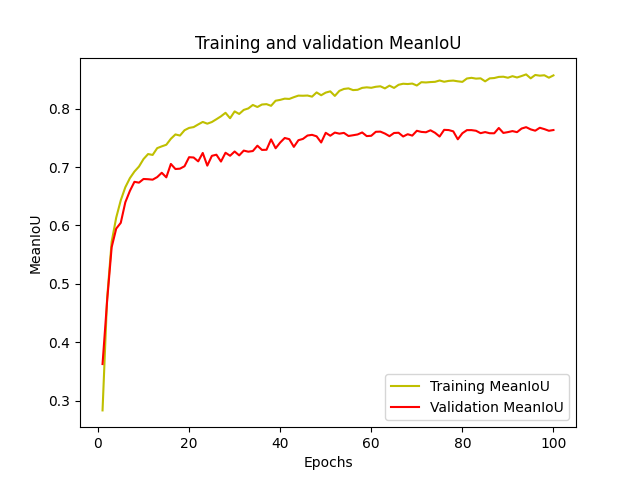 Training and validation MeanIoU
MeanIoU
0.8
0.7
0.6
0.5
0.4
0.3
Training MeanIoU
Validation MeanIoU
0 20 40 60 80 100
Epochs